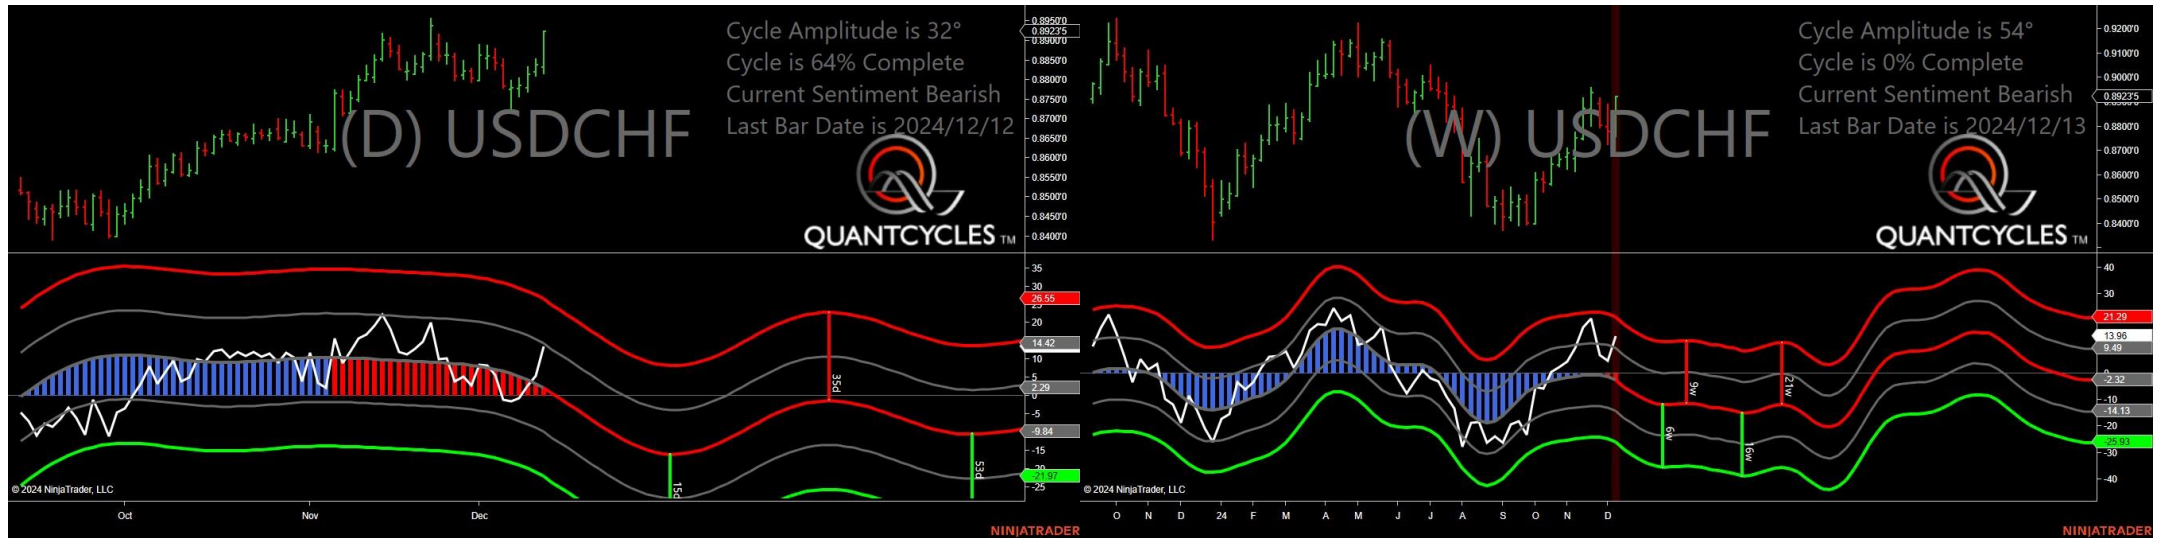 Cycle Amplitude is 32°
Cycle is 64% Complete
Current Sentiment Bearish
Last Bar Date is 2024/12/12
(D) USDCHF
QUANTCYCLES TM
0.8950'0
0.8923'5
0.8900'0
0.8850'0
0.8800'0
0.8750'0
0.8700'0
0.8650'0
0.8600'0
0.8550'0
0.8500'0
0.8450'0
0.8400'0
35
30
26.55
20
14.42
10
5
2.29
0
-5
-9.84
-15
-21.97
-25
35d
15d
53d
© 2024 NinjaTrader, LLC
Oct Nov Dec
NINJATRADER
Cycle Amplitude is 54°
Cycle is 0% Complete
Current Sentiment Bearish
Last Bar Date is 2024/12/13
(W) USDCHF
QUANTCYCLES TM
0.9200'0
0.9100'0
0.9000'0
0.8923'5
0.8800'0
0.8700'0
0.8600'0
0.8500'0
0.8400'0
40
30
21.29
13.96
9.49
-2.32
-10
-14.13
-20
-25.93
-30
-40
9w
21w
6w
16w
© 2024 NinjaTrader, LLC
O N D 24 F M A M J J A S O N D
NINJATRADER